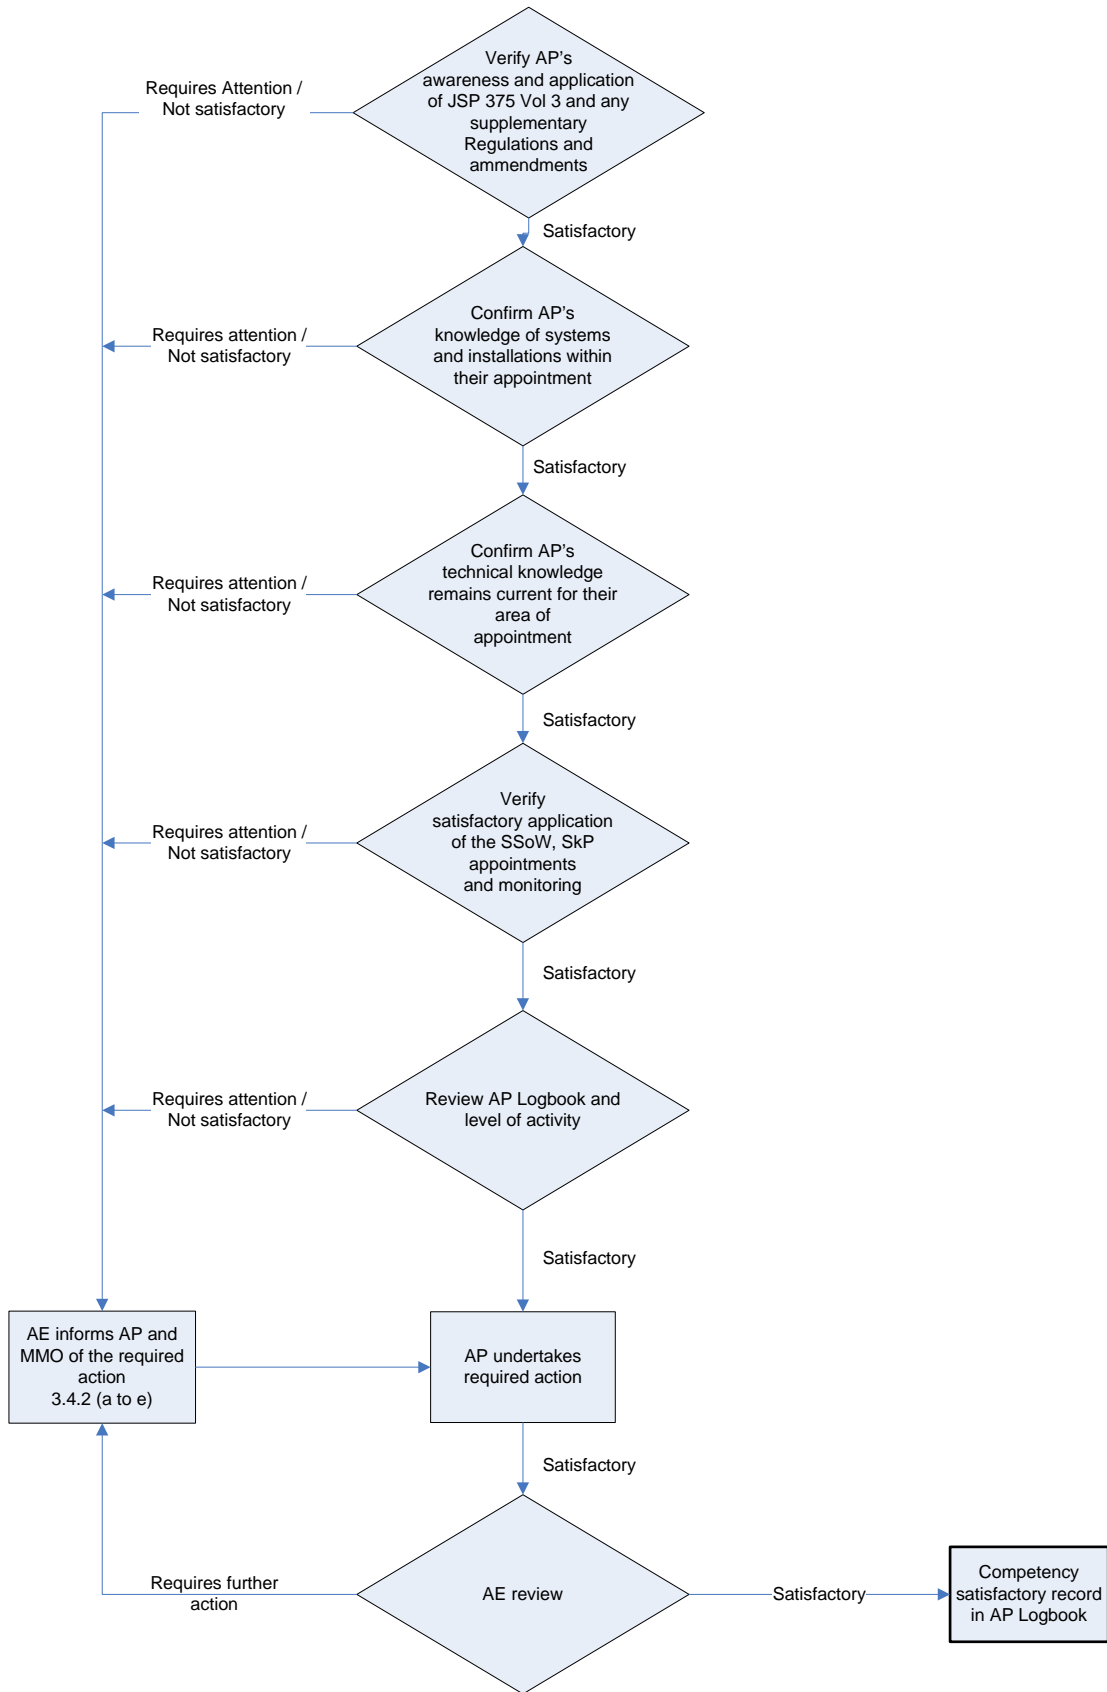 Verify AP's
awareness and application
of JSP 375 Vol 3 and any
supplementary
Regulations and
ammendments
Requires Attention /
Not satisfactory
Satisfactory
Confirm AP's
knowledge of systems
and installations within
their appointment
Requires attention /
Not satisfactory
Satisfactory
Confirm AP's
technical knowledge
remains current for their
area of
appointment
Requires attention /
Not satisfactory
Satisfactory
Verify
satisfactory application
of the SSoW, SkP
appointments
and monitoring
Requires attention /
Not satisfactory
Satisfactory
Review AP Logbook and
level of activity
Requires attention /
Not satisfactory
Satisfactory
AE informs AP and
MMO of the required
action
3.4.2 (a to e)
AP undertakes
required action
Satisfactory
AE review
Requires further
action
Satisfactory
Competency
satisfactory record
in AP Logbook